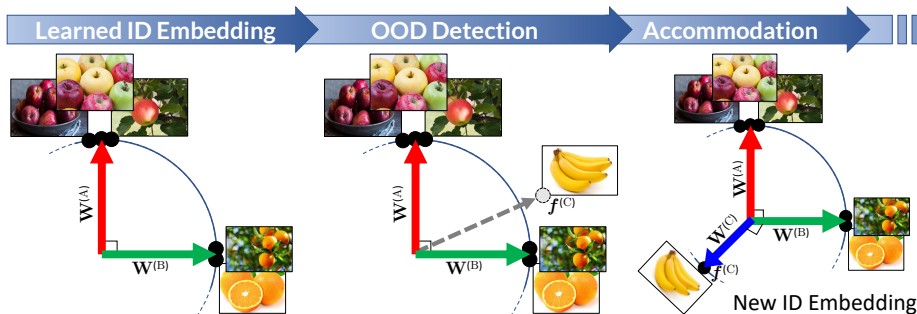 Learned ID Embedding
OOD Detection
Accommodation
W(A)
W(B)
W(A)
f(C)
W(B)
W(A)
W(C)
W(B)
f(C)
New ID Embedding